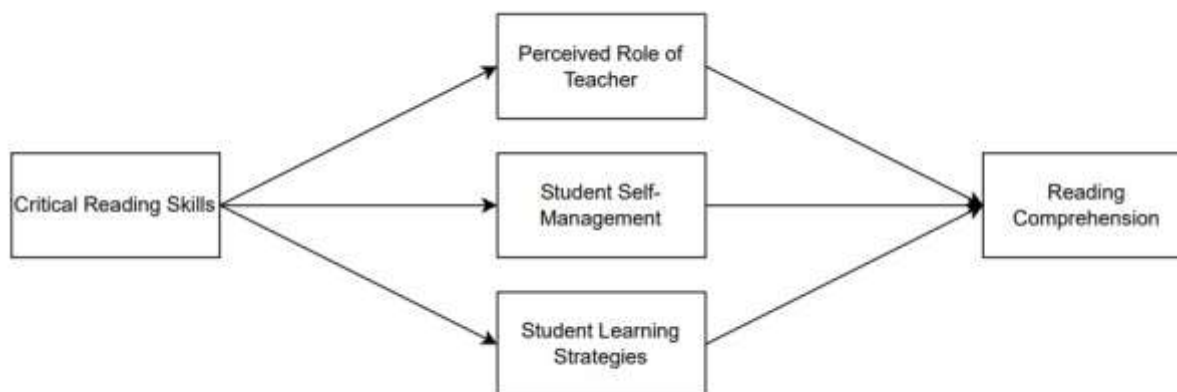 Perceived Role of
Teacher
Critical Reading Skills
Student Self-
Management
Reading
Comprehension
Student Learning
Strategies